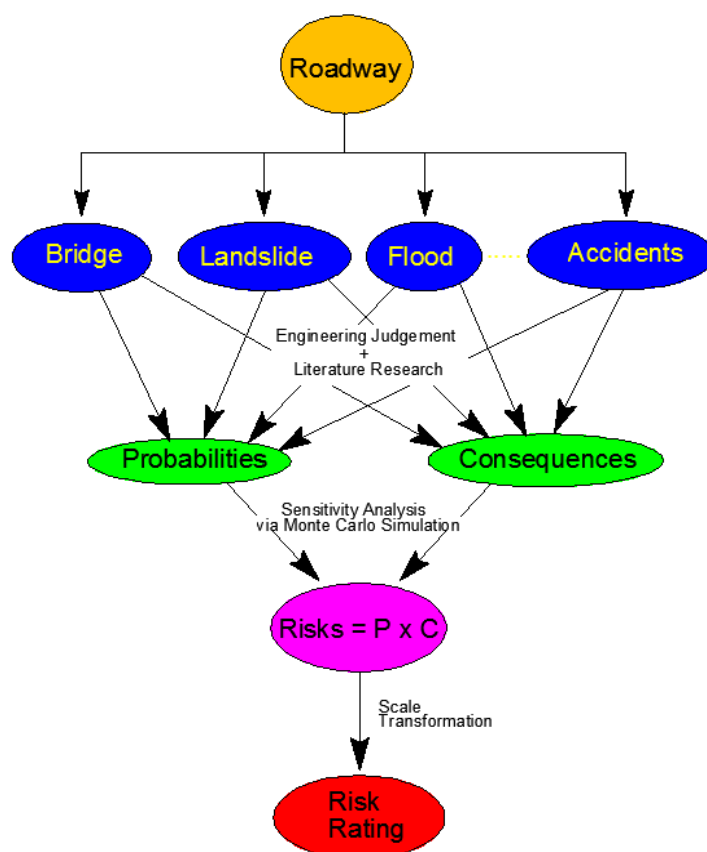 Roadway
Bridge
Landslide
Flood
Accidents
Engineering Judgement
+
Literature Research
Probabilities
Consequences
Sensitivity Analysis
via Monte Carlo Simulation
Risks = P x C
Scale
Transformation
Risk
Rating